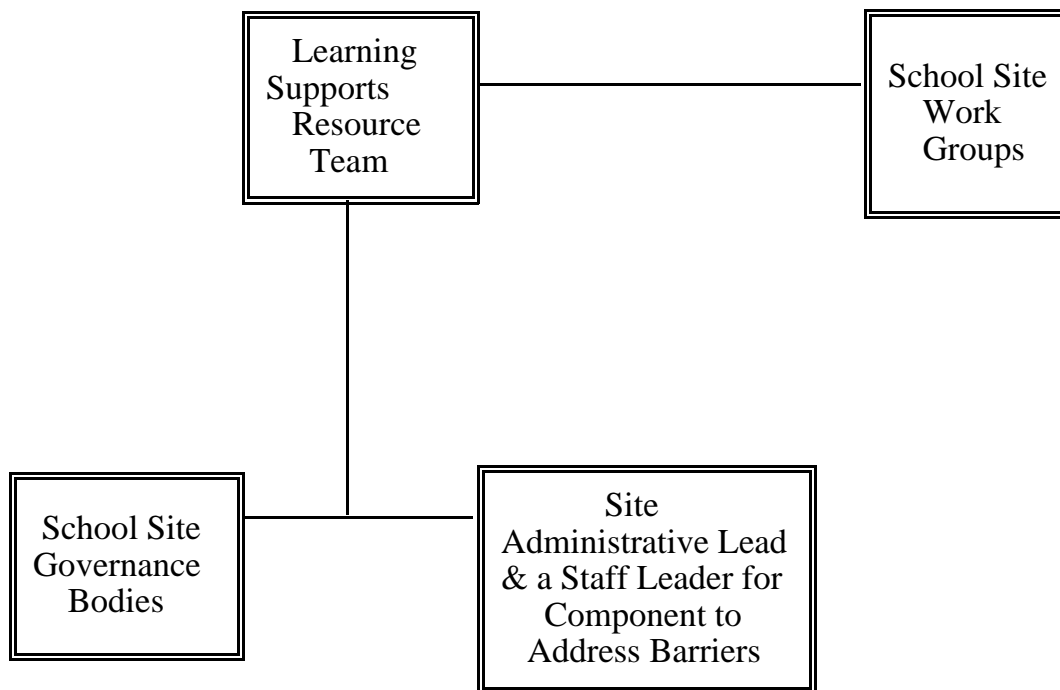 Learning
Supports
Resource
Team
School Site
Work
Groups
School Site
Governance
Bodies
Site
Administrative Lead
& a Staff Leader for
Component to
Address Barriers